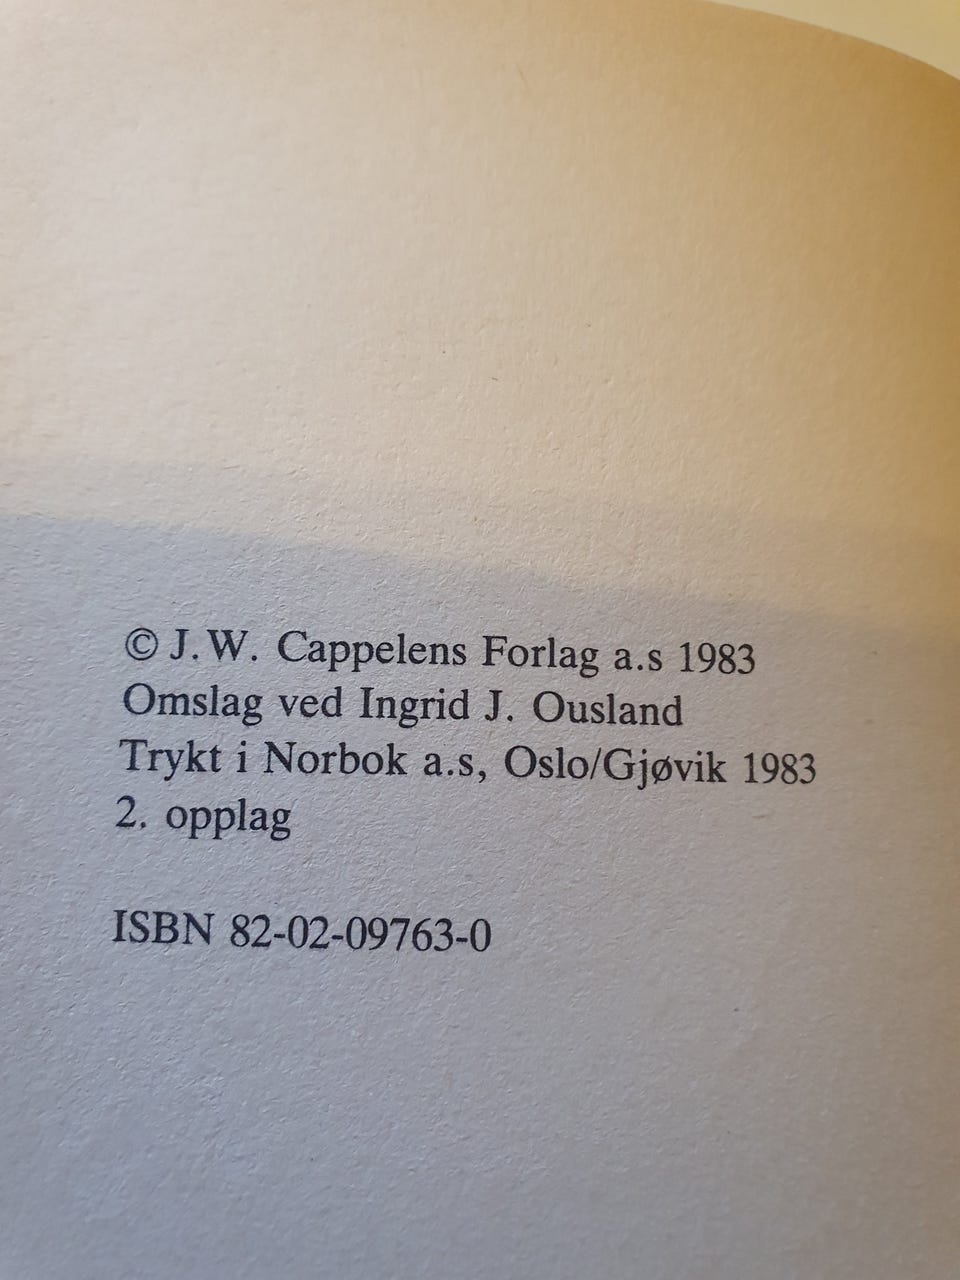 © J.W. Cappelens Forlag a.s 1983
Omslag ved Ingrid J. Ousland
Trykt i Norbok a.s, Oslo/Gjøvik 1983
2. opplag
ISBN 82-02-09763-0